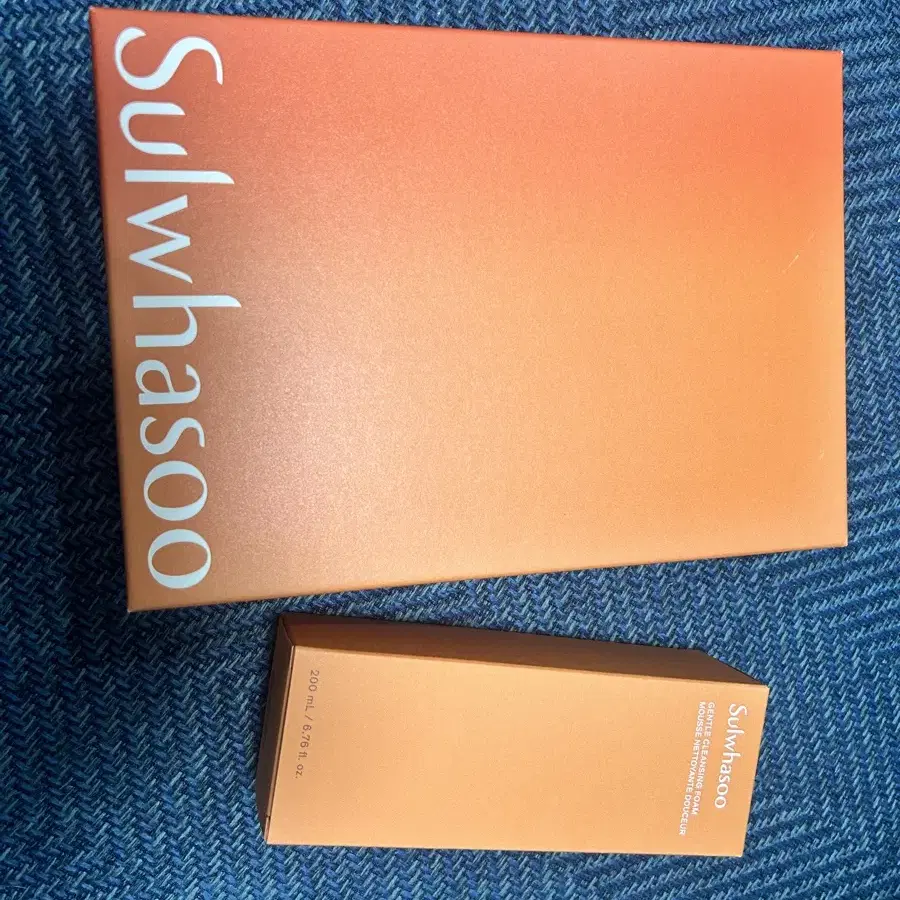 Sulwhasoo
Sulwhasoo
GENTLE CLEANSING FOAM
MOUSSE NETTOYANTE DOUCEUR
200 mL / 6.76 fl. oz.